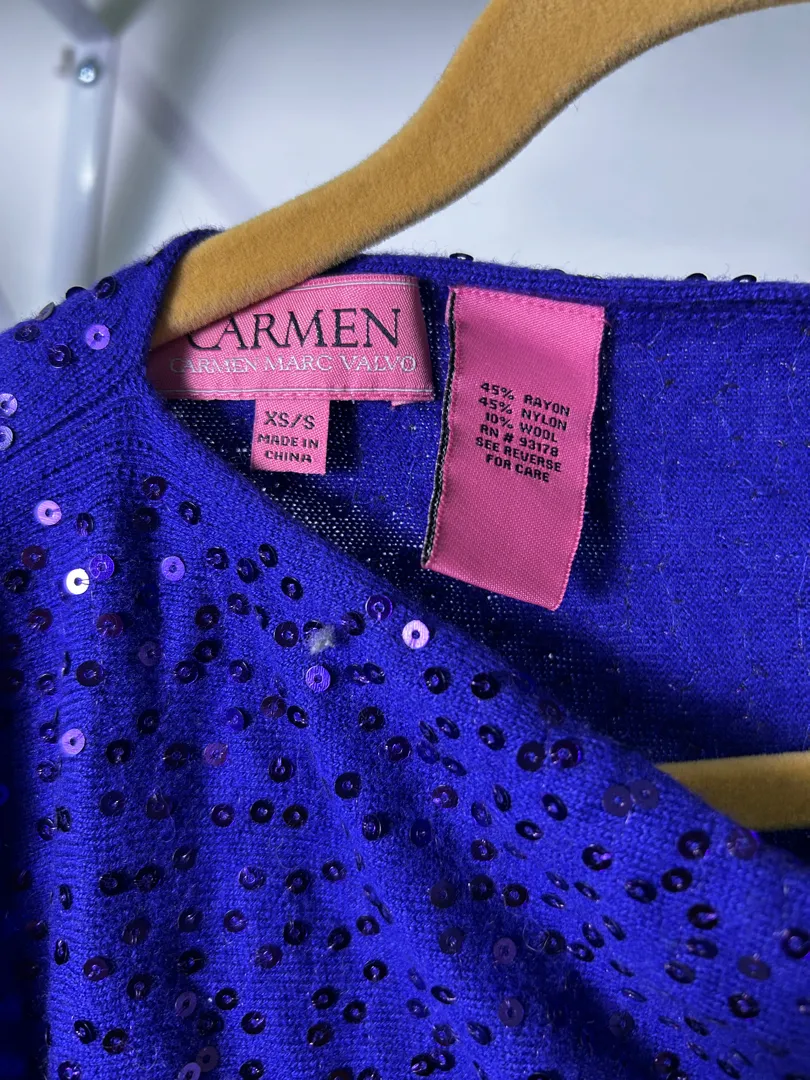 CARMEN
CARMEN MARC VALVO
XS/S
MADE IN
CHINA
45% RAYON
45% NYLON
10% WOOL
RN # 93178
SEE REVERSE
FOR CARE